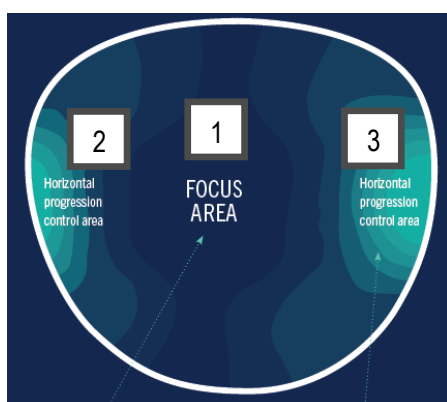 1
2
3
FOCUS
AREA
Horizontal
progression
control area
Horizontal
progression
control area